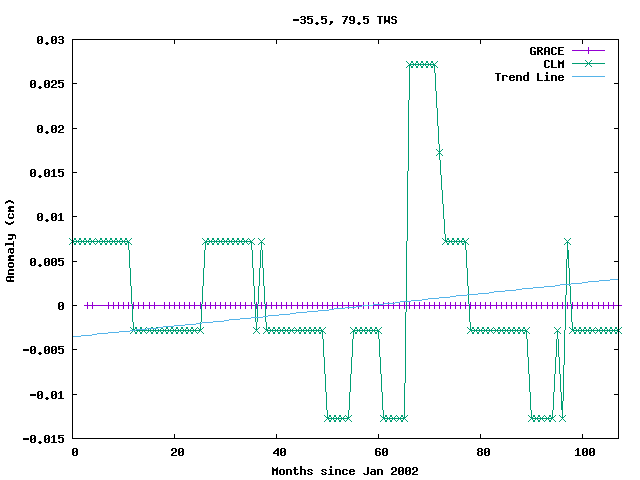 -35.5, 79.5 TWS
GRACE
CLM
Trend Line
0.03
0.025
0.02
0.015
0.01
0.005
0
-0.005
-0.01
-0.015
Anomaly (cm)
0 20 40 60 80 100
Months since Jan 2002